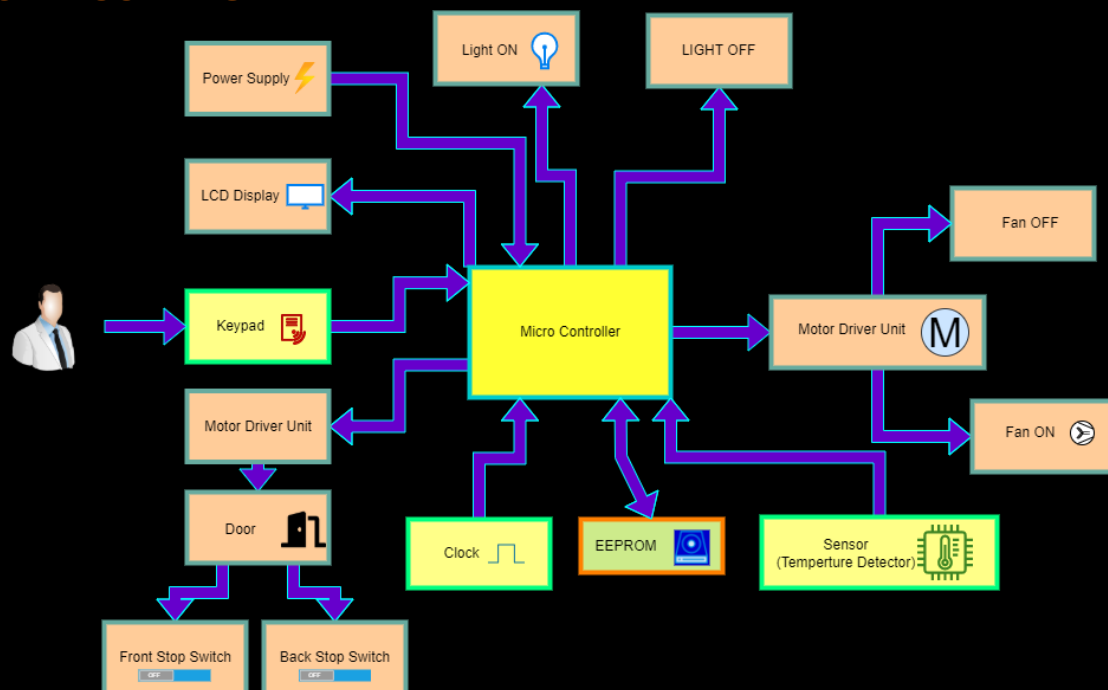 Light ON
LIGHT OFF
Power Supply
LCD Display
Fan OFF
Keypad
Micro Controller
Motor Driver Unit
M
Motor Driver Unit
Fan ON
Door
Clock
EEPROM
Sensor
(Temperture Detector)
Front Stop Switch
OFF
Back Stop Switch
OFF